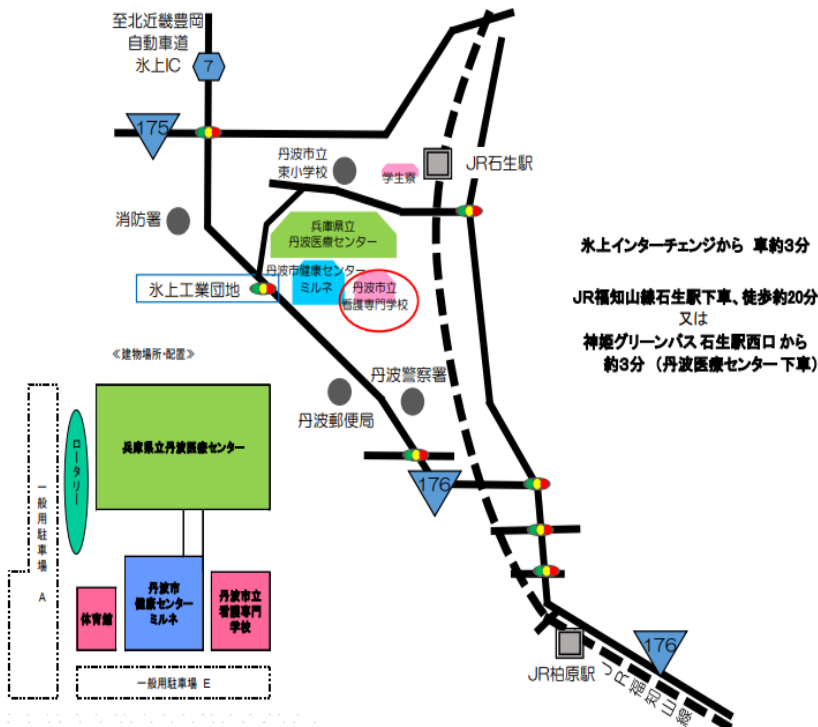 至北近畿豊岡
自動車道
氷上IC
7
175
丹波市立
東小学校
学生寮
JR石生駅
消防署
兵庫県立
丹波医療センター
丹波市健康センター
ミルネ
丹波市立
看護専門学校
氷上工業団地
氷上インターチェンジから 車約3分
JR福知山線石生駅下車、徒歩約20分
又は
神姫グリーンバス 石生駅西口 から
約3分 (丹波医療センター 下車)
丹波警察署
丹波郵便局
176
JR柏原駅
176
JR福知山線
≪建物場所・配置≫
一般用駐車場 A
ロータリー
兵庫県立丹波医療センター
体育館
丹波市
健康センター
ミルネ
丹波市立
看護専門
学校
一般用駐車場 E